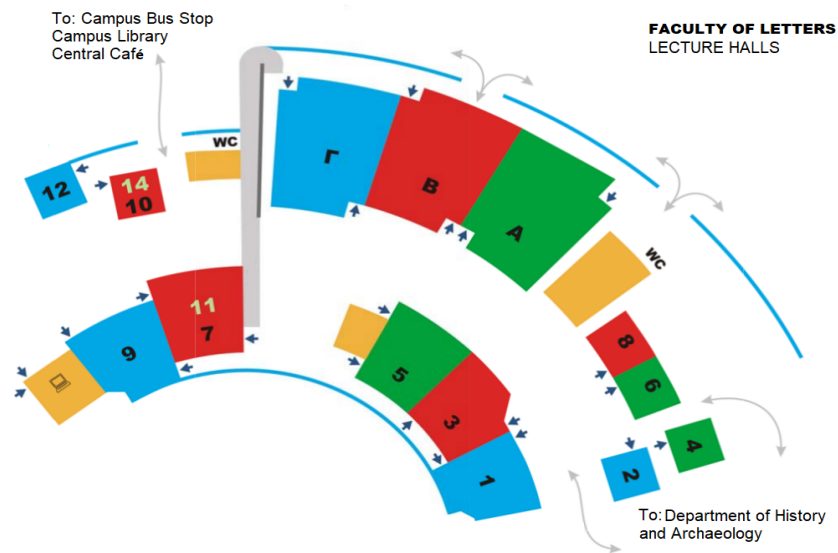 To: Campus Bus Stop
Campus Library
Central Café
FACULTY OF LETTERS
LECTURE HALLS
WC
12
14
10
Γ
B
A
WC
11
7
9
5
3
1
8
6
4
2
To: Department of History
and Archaeology